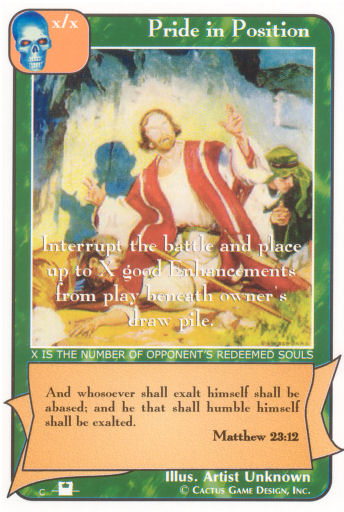 x/x
Pride in Position
Interrupt the battle and place
up to X good Enhancements
from play beneath owner's
draw pile.
X IS THE NUMBER OF OPPONENT'S REDEEMED SOULS
And whosoever shall exalt himself shall be
abased; and he that shall humble himself
shall be exalted.
Matthew 23:12
Illus. Artist Unknown
C
© CACTUS GAME DESIGN, INC.